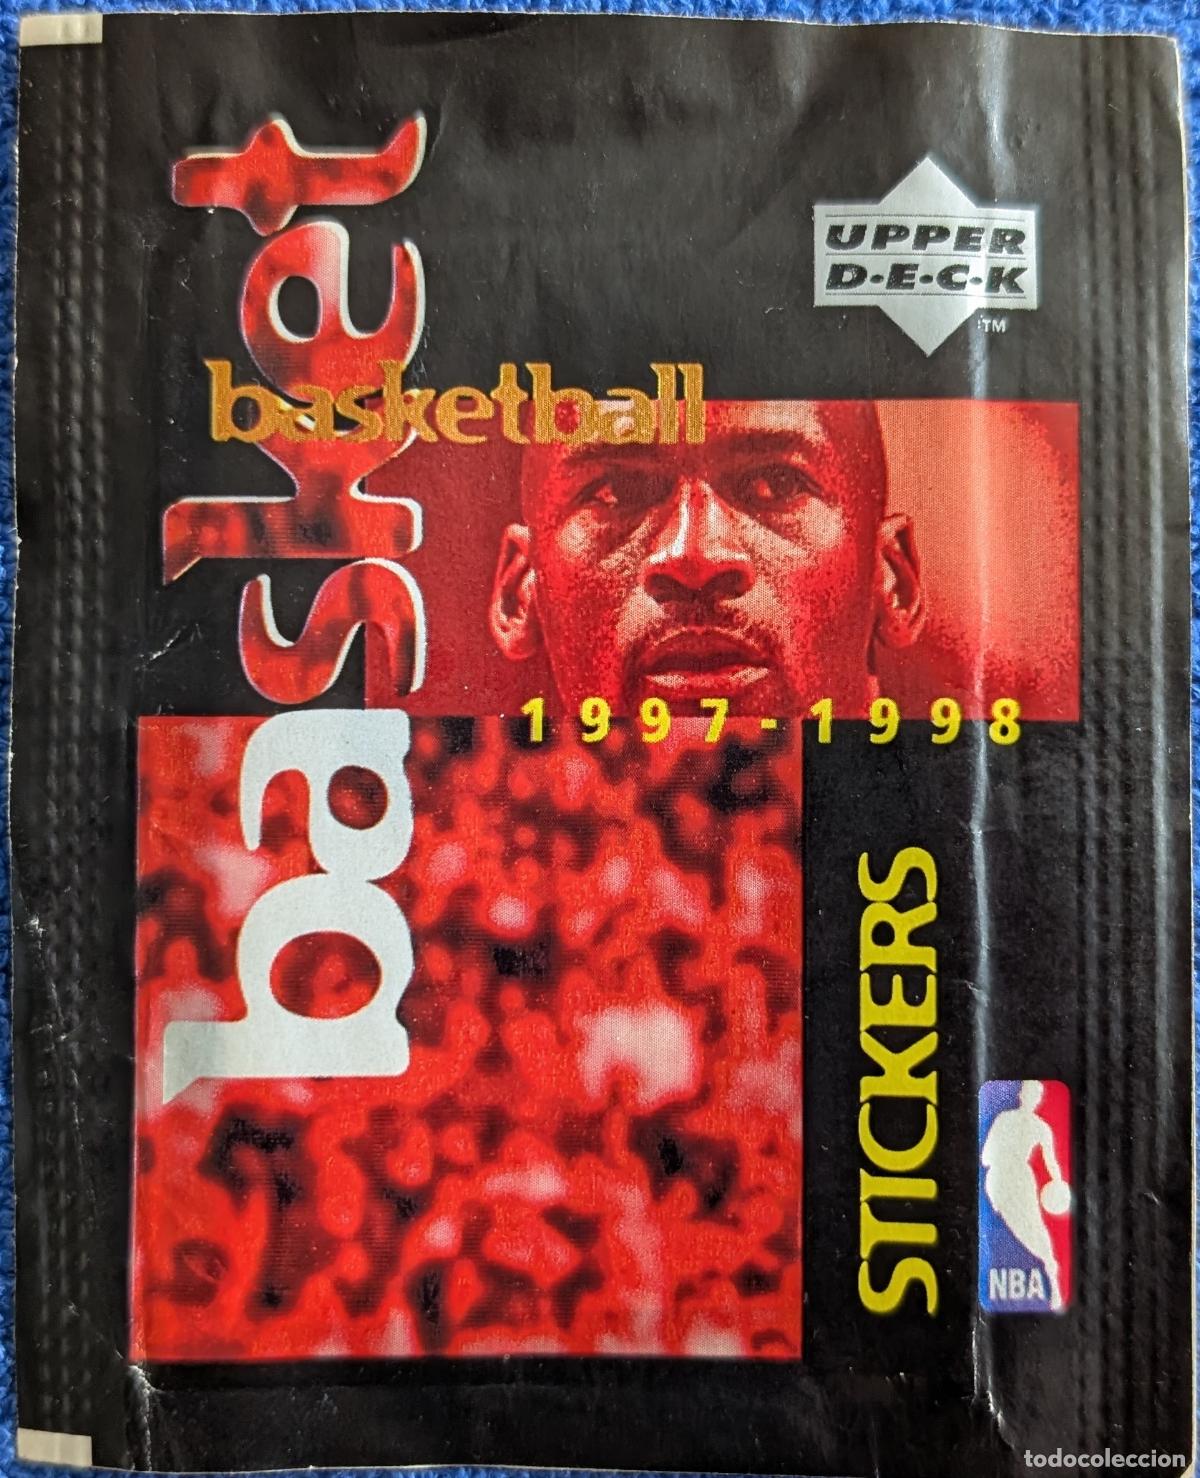 basket
UPPER
D·E·C·K
TM
basketball
1997-1998
STICKERS
NBA
todocoleccion